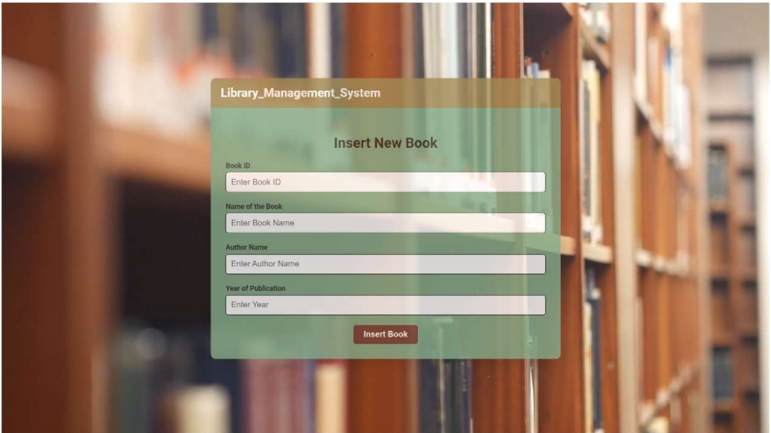 Library_Management_System
Insert New Book
Book ID
Enter Book ID
Name of the Book
Enter Book Name
Author Name
Enter Author Name
Year of Publication
Enter Year
Insert Book